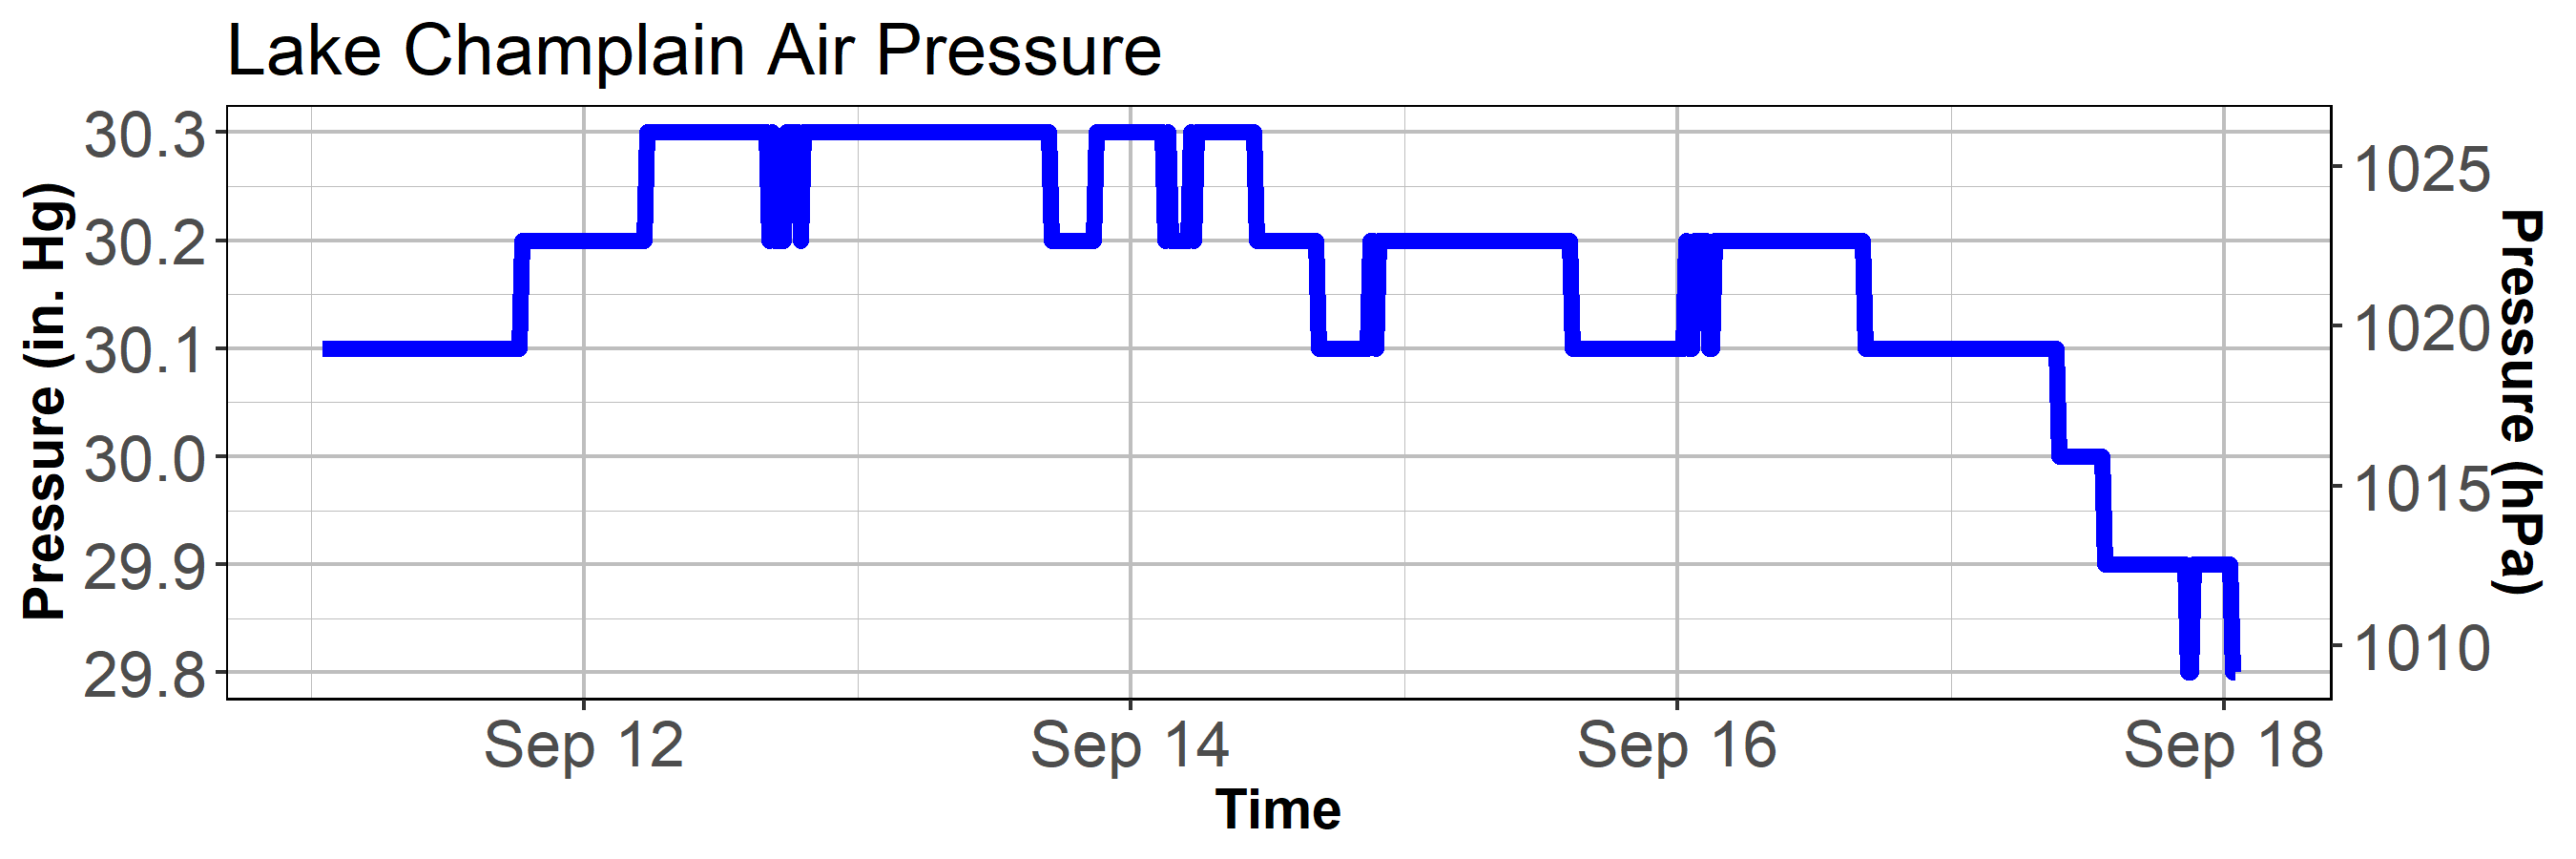 Lake Champlain Air Pressure
Pressure (in. Hg)
30.3
30.2
30.1
30.0
29.9
29.8
1025
1020
1015
1010
Pressure (hPa)
Sep 12 Sep 14 Sep 16 Sep 18
Time